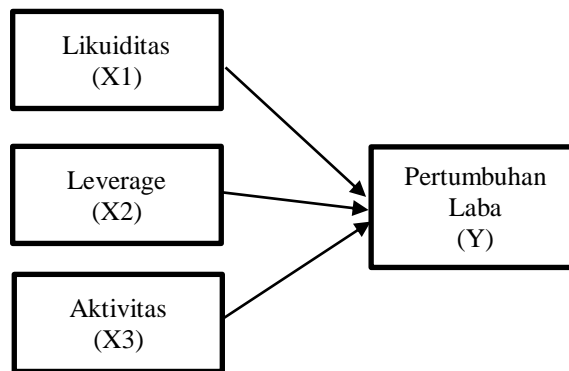 Likuiditas
(X1)
Leverage
(X2)
Pertumbuhan
Laba
(Y)
Aktivitas
(X3)